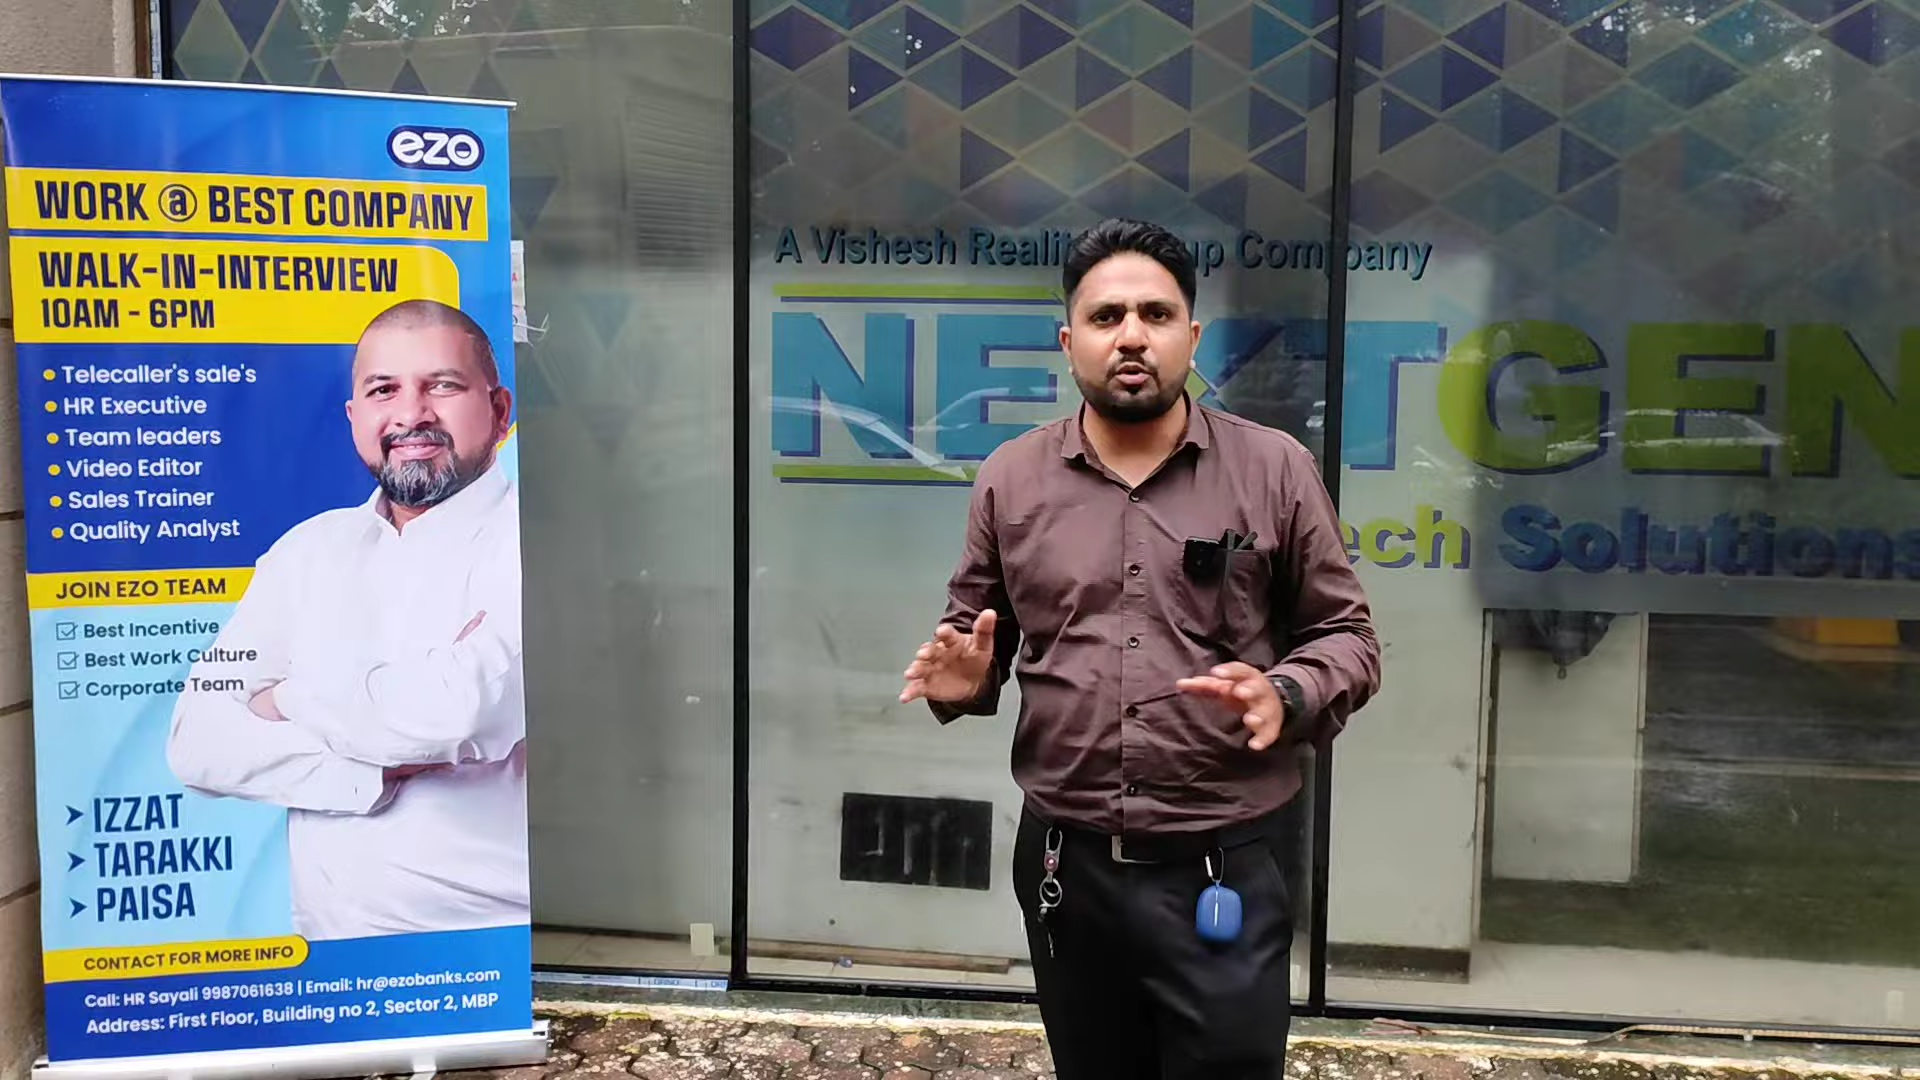 ezo
WORK @ BEST COMPANY
WALK-IN-INTERVIEW
10AM - 6PM
Telecaller's sale's
HR Executive
Team leaders
Video Editor
Sales Trainer
Quality Analyst
JOIN EZO TEAM
Best Incentive
Best Work Culture
Corporate Team
IZZAT
TARAKKI
PAISA
CONTACT FOR MORE INFO
Call: HR Sayali 9987061638 | Email: hr@ezobanks.com
Address: First Floor, Building no 2, Sector 2, MBP
A Vishesh Company
NEXTGEN
Solutions